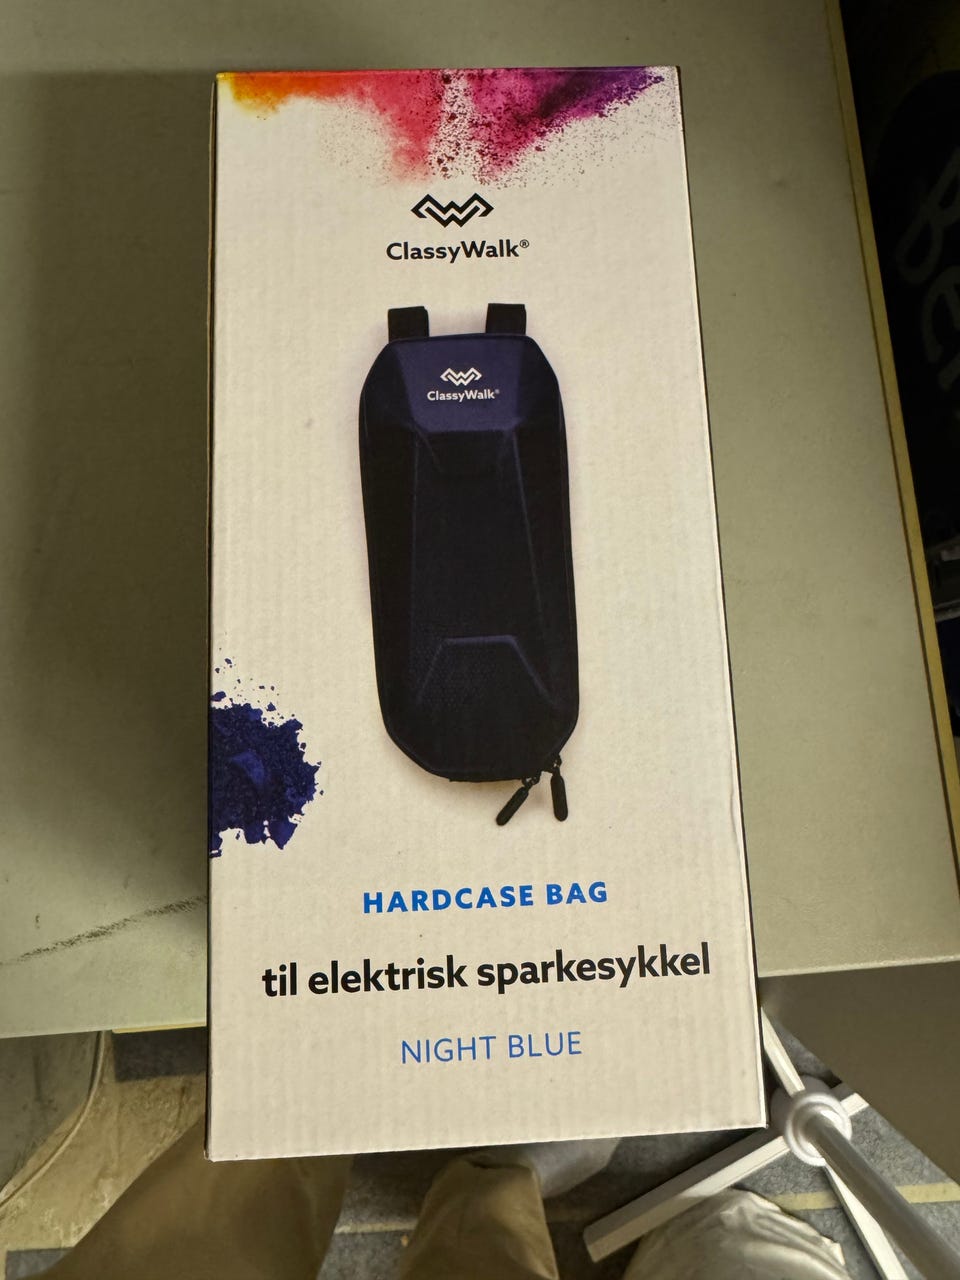 ClassyWalk®
ClassyWalk®
HARDCASE BAG
til elektrisk sparkesykkel
NIGHT BLUE